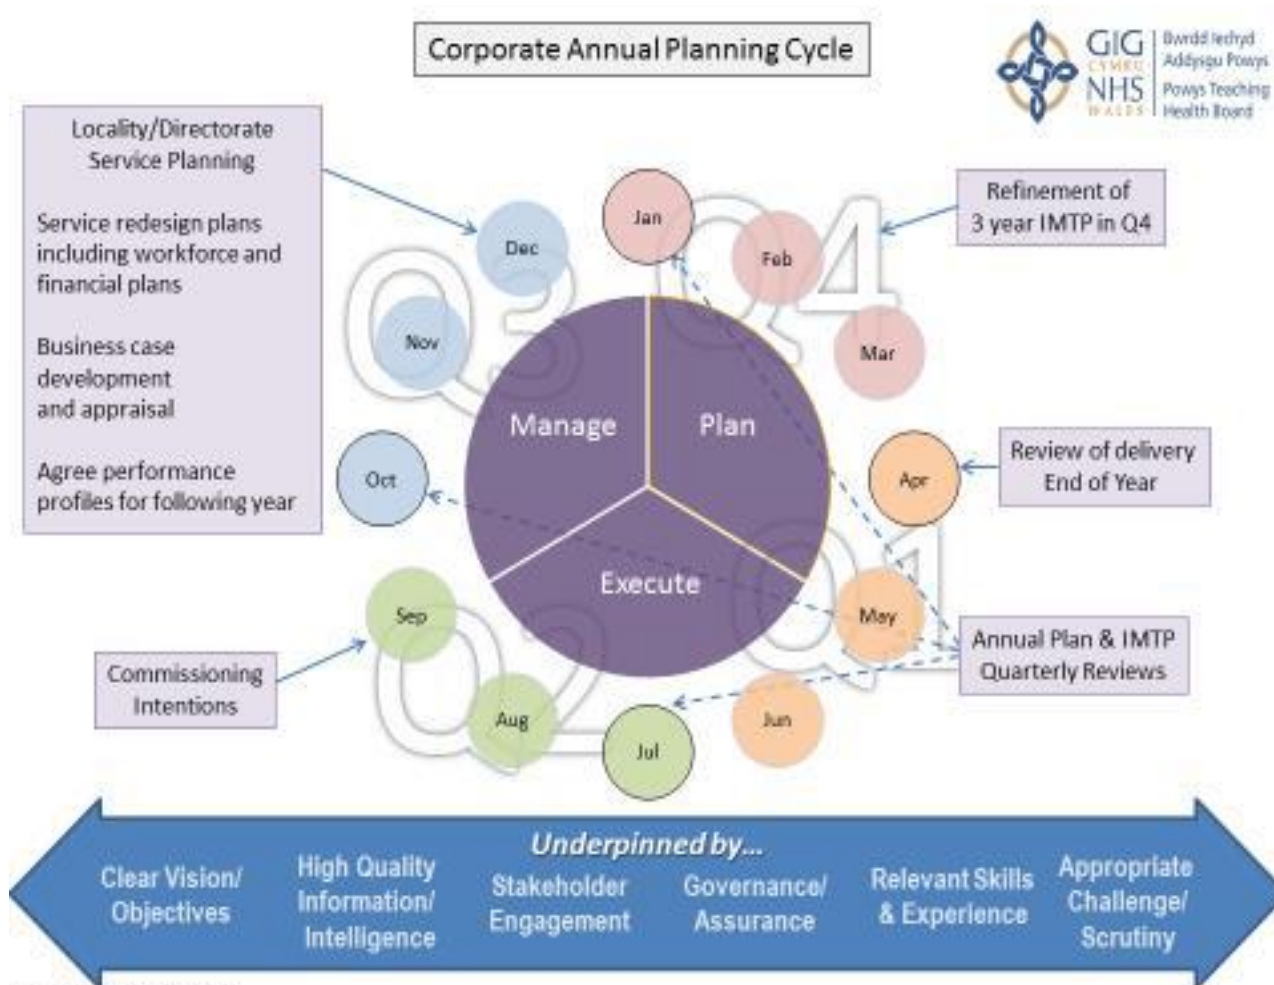 Corporate Annual Planning Cycle
GIG
CYMRU
NHS
WALES
Bwrdd Iechyd
Addysgu Powys
Powys Teaching
Health Board
Locality/Directorate
Service Planning
Service redesign plans
including workforce and
financial plans
Business case
development
and appraisal
Agree performance
profiles for following year
Refinement of
3 year IMTP in Q4
Review of delivery
End of Year
Annual Plan & IMTP
Quarterly Reviews
Commissioning
Intentions
Jan
Feb
Mar
Apr
May
Jun
Jul
Aug
Sep
Oct
Nov
Dec
Q4
Q1
Q2
Q3
Manage
Plan
Execute
Underpinned by...
Clear Vision/
Objectives
High Quality
Information/
Intelligence
Stakeholder
Engagement
Governance/
Assurance
Relevant Skills
& Experience
Appropriate
Challenge/
Scrutiny